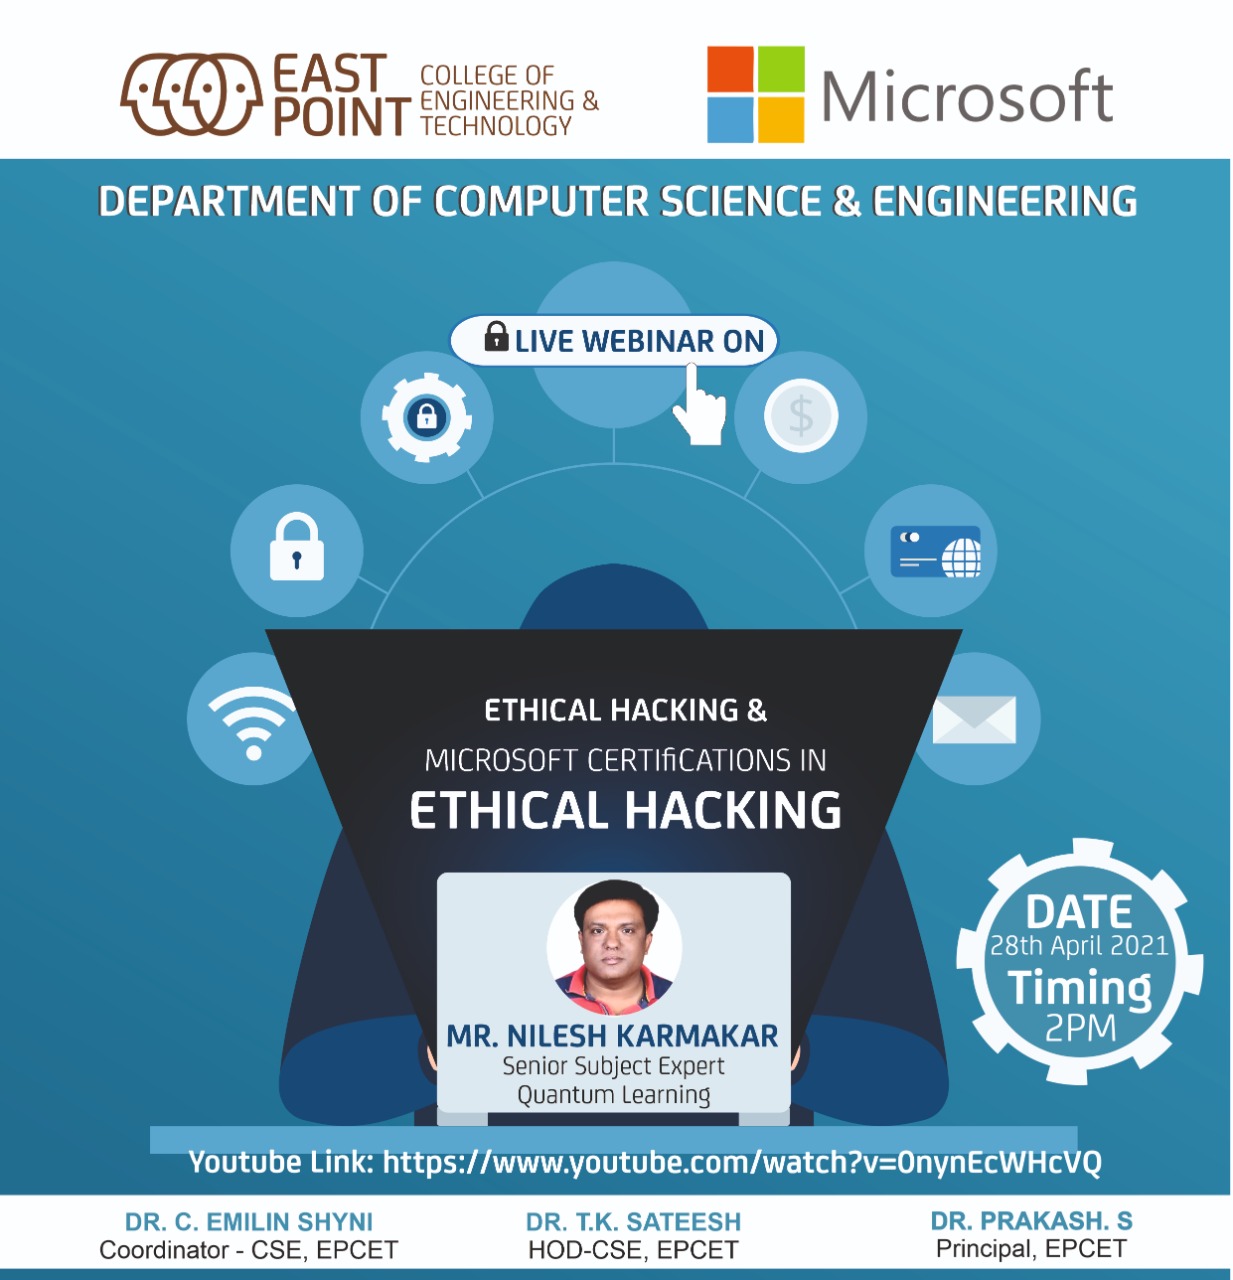 EAST
POINT
COLLEGE OF
ENGINEERING &
TECHNOLOGY
Microsoft
DEPARTMENT OF COMPUTER SCIENCE & ENGINEERING
LIVE WEBINAR ON
$
ETHICAL HACKING &
MICROSOFT CERTIfiCATIONS IN
ETHICAL HACKING
DATE
28th April 2021
Timing
2PM
MR. NILESH KARMAKAR
Senior Subject Expert
Quantum Learning
Youtube Link: https://www.youtube.com/watch?v=0nynEcWHcVQ
DR. C. EMILIN SHYNI
Coordinator - CSE, EPCET
DR. T.K. SATEESH
HOD-CSE, EPCET
DR. PRAKASH. S
Principal, EPCET